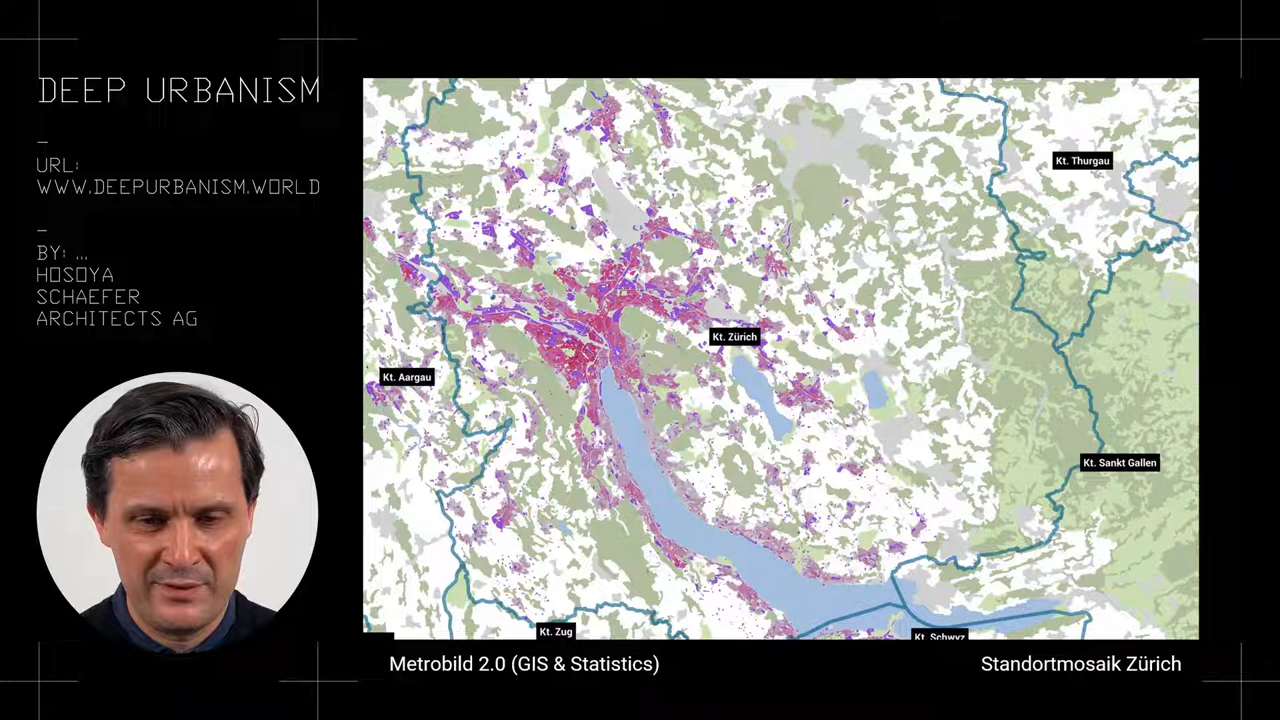 DEEP URBANISM
–
URL:
WWW.DEEPURBANISM.WORLD
–
BY: ...
HOSOYA
SCHAEFER
ARCHITECTS AG
Kt. Thurgau
Kt. Zürich
Kt. Aargau
Kt. Sankt Gallen
Kt. Zug
Kt. Schwyz
Metrobild 2.0 (GIS & Statistics)
Standortmosaik Zürich